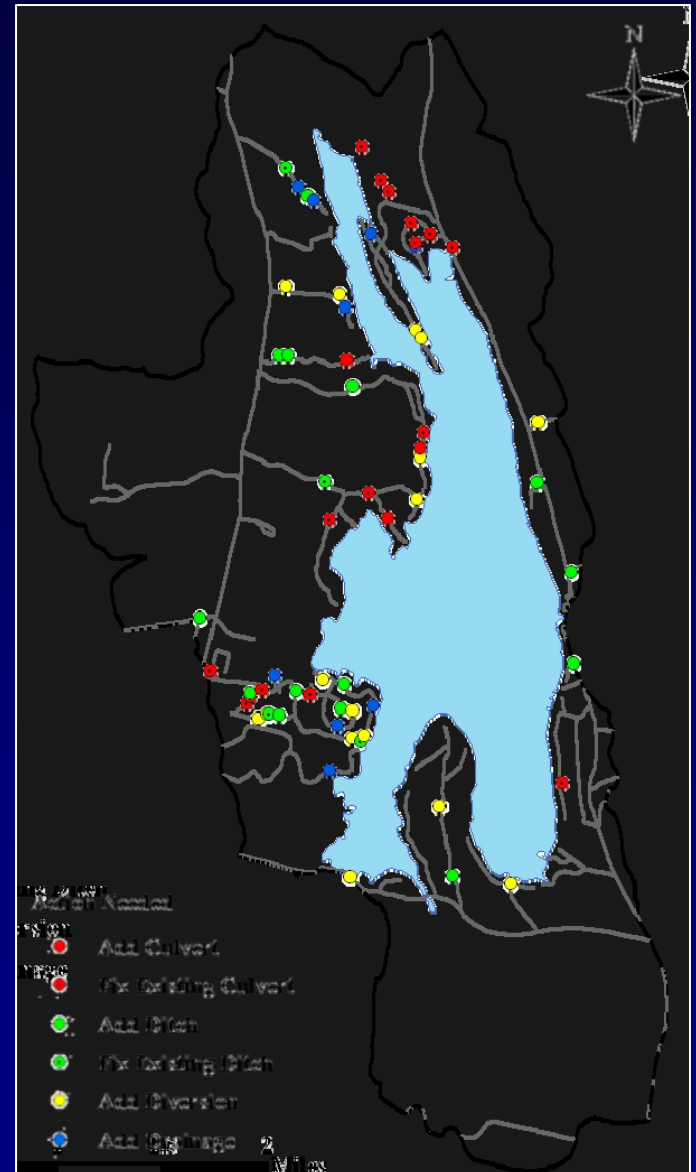 N
Action Needed
Add Culvert
Fix Existing Culvert
Add Ditch
Fix Existing Ditch
Add Diversion
Add Drainage
2
Miles